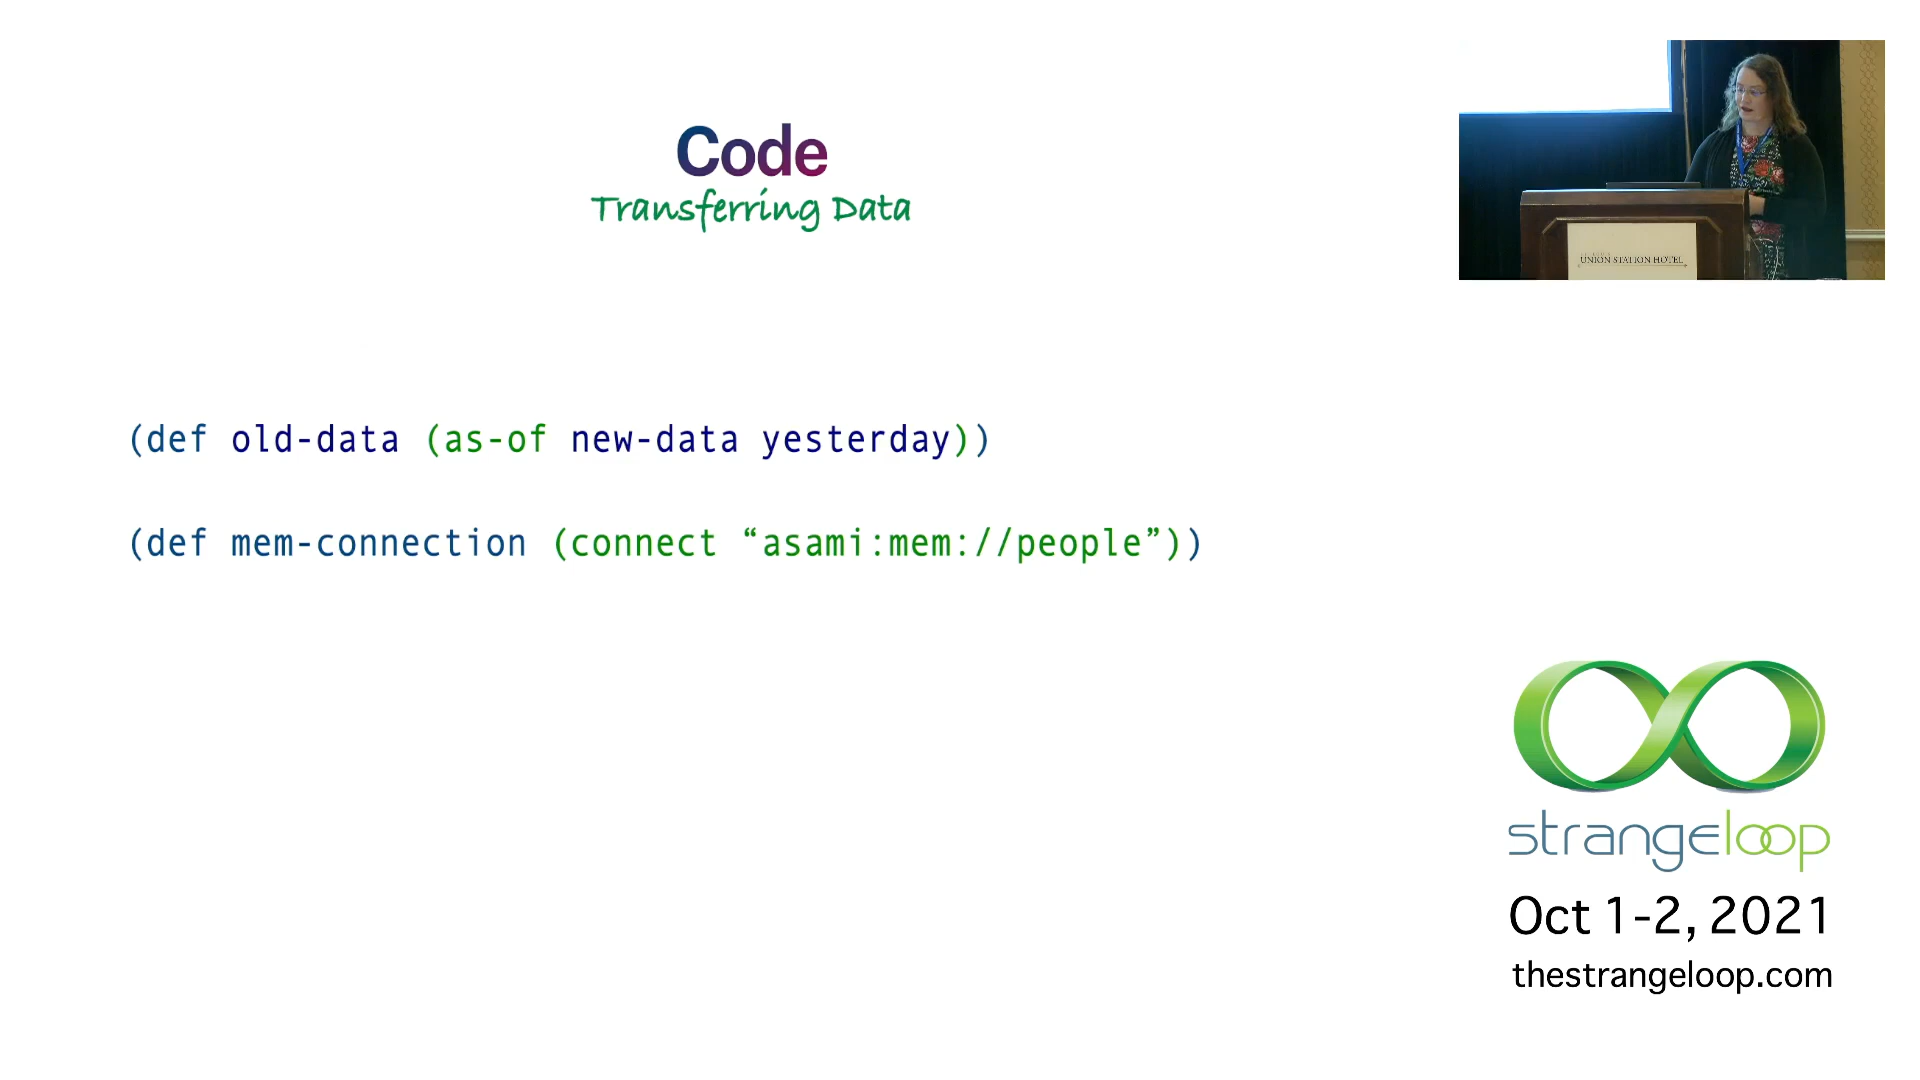 Code
Transferring Data
UNION STATION HOTEL
(def old-data (as-of new-data yesterday))
(def mem-connection (connect “asami:mem://people”))
strangeloop
Oct 1-2, 2021
thestrangeloop.com